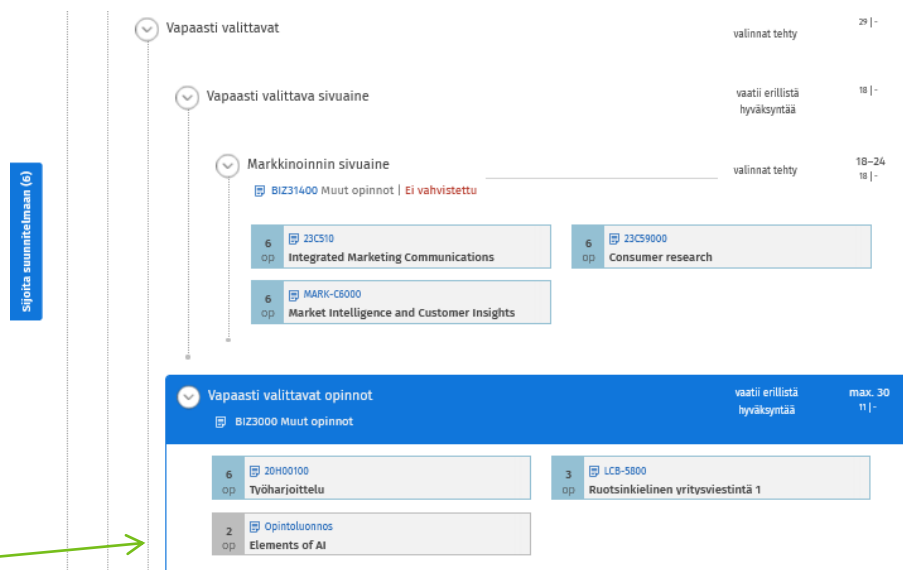 Vapaasti valittavat
valinnat tehty
29 | -
Vapaasti valittava sivuaine
vaatii erillistä
hyväksyntää
18 | -
Markkinoinnin sivuaine
valinnat tehty
18–24
18 | -
BIZ31400 Muut opinnot | Ei vahvistettu
Sijoita suunnitelmaan (6)
6 op
23C510
Integrated Marketing Communications
6 op
23C59000
Consumer research
6 op
MARK-C6000
Market Intelligence and Customer Insights
Vapaasti valittavat opinnot
vaatii erillistä
hyväksyntää
max. 30
11 | -
BIZ3000 Muut opinnot
6 op
20H00100
Työharjoittelu
3 op
LCB-5800
Ruotsinkielinen yritysviestintä 1
2 op
Opintoluonnos
Elements of AI